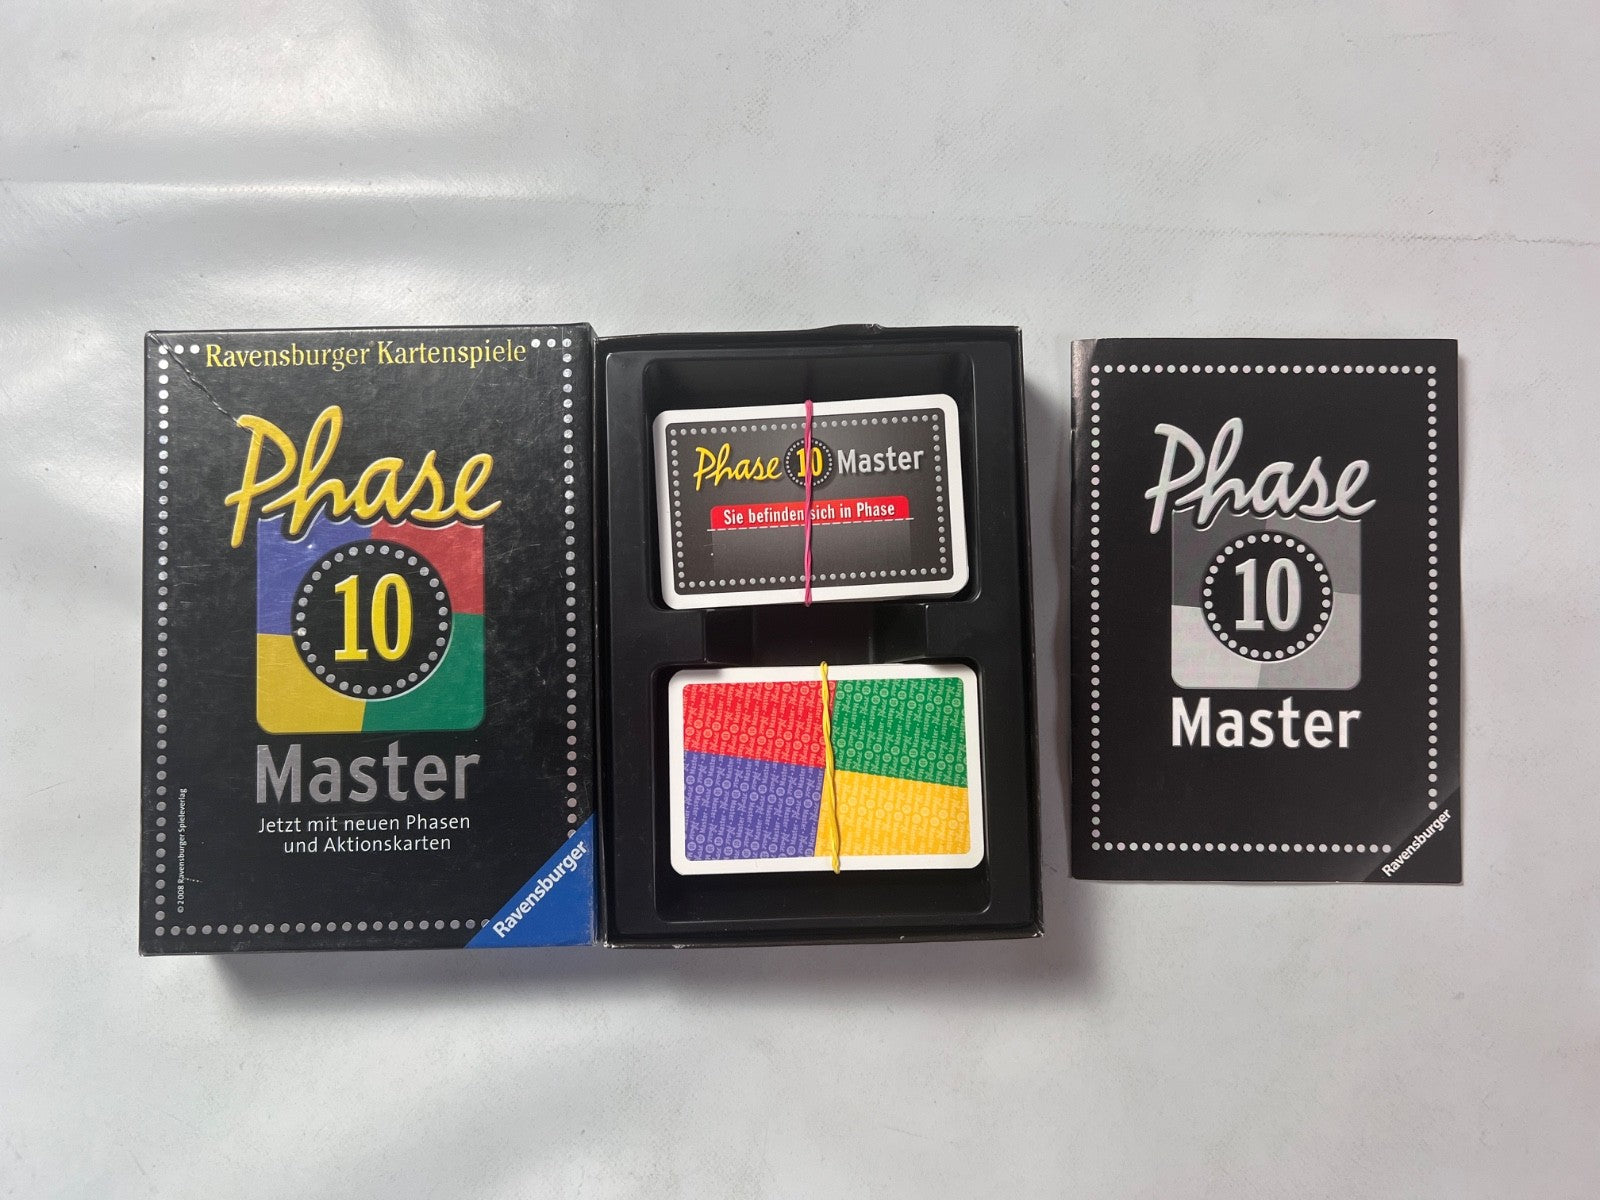 Ravensburger Kartenspiele
Phase
10
Master
Jetzt mit neuen Phasen
und Aktionskarten
© 2008 Ravensburger Spieleverlag
Ravensburger
Phase 10 Master
Sie befinden sich in Phase
Phase
10
Master
Ravensburger